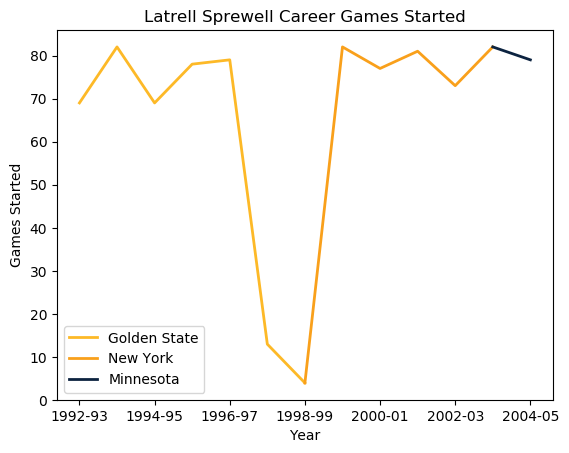 Latrell Sprewell Career Games Started
Games Started
80
70
60
50
40
30
20
10
0
Golden State
New York
Minnesota
1992-93 1994-95 1996-97 1998-99 2000-01 2002-03 2004-05
Year